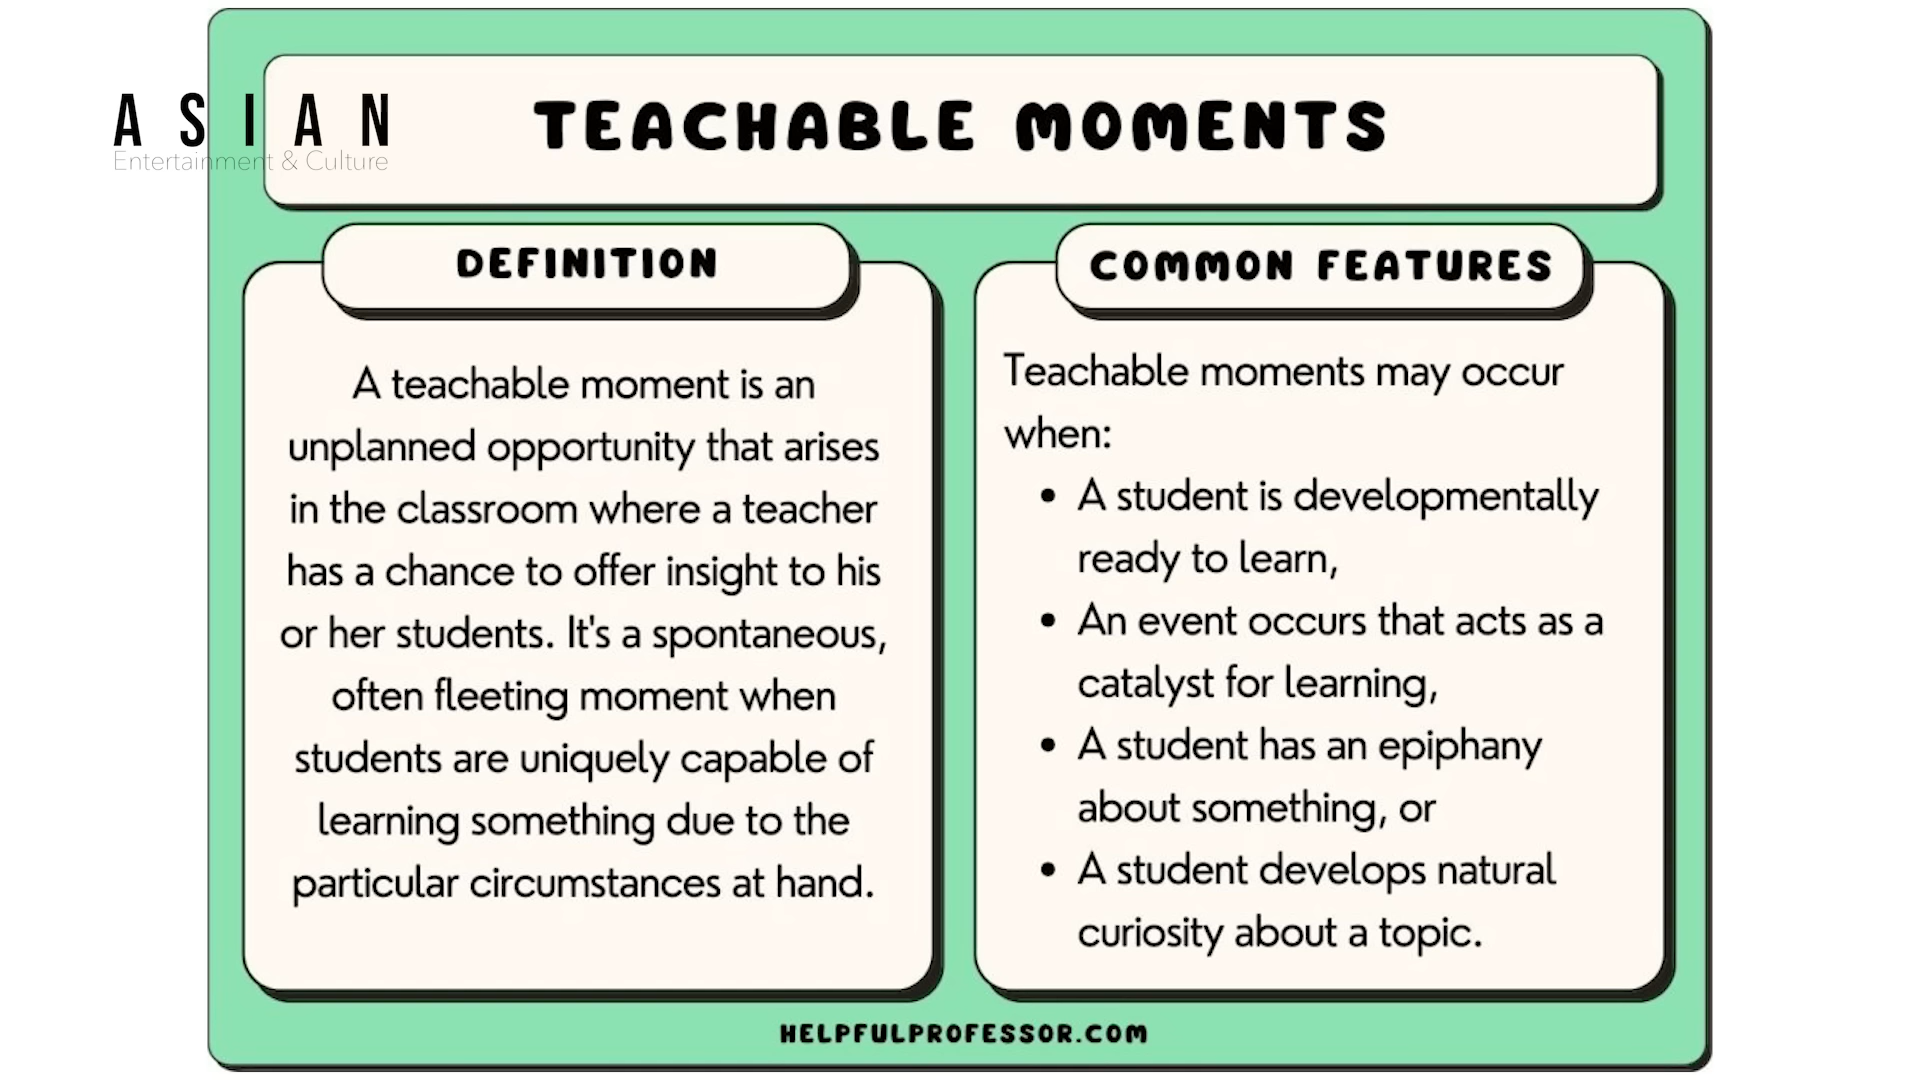 ASIAN
Entertainment & Culture
TEACHABLE MOMENTS
DEFINITION
A teachable moment is an
unplanned opportunity that arises
in the classroom where a teacher
has a chance to offer insight to his
or her students. It's a spontaneous,
often fleeting moment when
students are uniquely capable of
learning something due to the
particular circumstances at hand.
COMMON FEATURES
Teachable moments may occur
when:
• A student is developmentally
ready to learn,
• An event occurs that acts as a
catalyst for learning,
• A student has an epiphany
about something, or
• A student develops natural
curiosity about a topic.
HELPFULPROFESSOR.COM